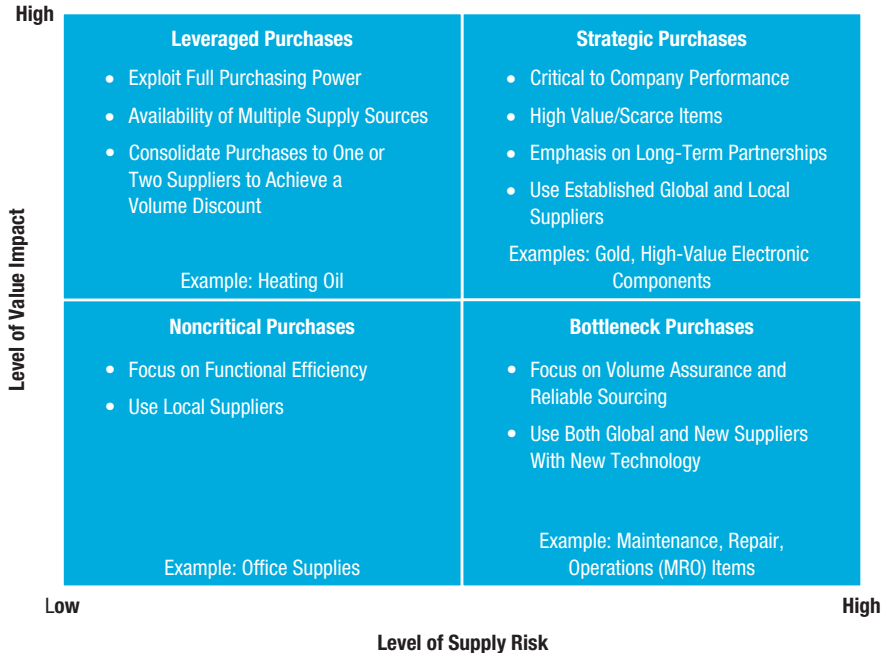 High
Leveraged Purchases
• Exploit Full Purchasing Power
• Availability of Multiple Supply Sources
• Consolidate Purchases to One or
Two Suppliers to Achieve a
Volume Discount
Example: Heating Oil
Strategic Purchases
• Critical to Company Performance
• High Value/Scarce Items
• Emphasis on Long-Term Partnerships
• Use Established Global and Local
Suppliers
Examples: Gold, High-Value Electronic
Components
Level of Value Impact
Noncritical Purchases
• Focus on Functional Efficiency
• Use Local Suppliers
Example: Office Supplies
Bottleneck Purchases
• Focus on Volume Assurance and
Reliable Sourcing
• Use Both Global and New Suppliers
With New Technology
Example: Maintenance, Repair,
Operations (MRO) Items
Low
High
Level of Supply Risk